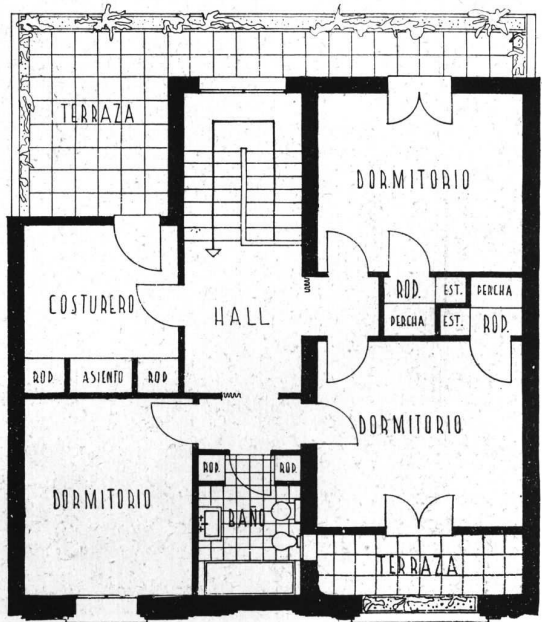 TERRAZA
DORMITORIO
COSTURERO
HALL
ROD.
EST.
PERCHA
PERCHA
EST.
ROD.
ROD
ASIENTO
ROD
DORMITORIO
DORMITORIO
ROD.
ROD.
BAÑO
TERRAZA